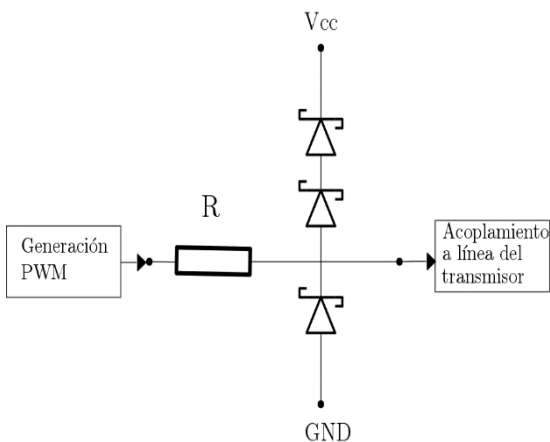 Vcc
R
Generación
PWM
Acoplamiento
a línea del
transmisor
GND